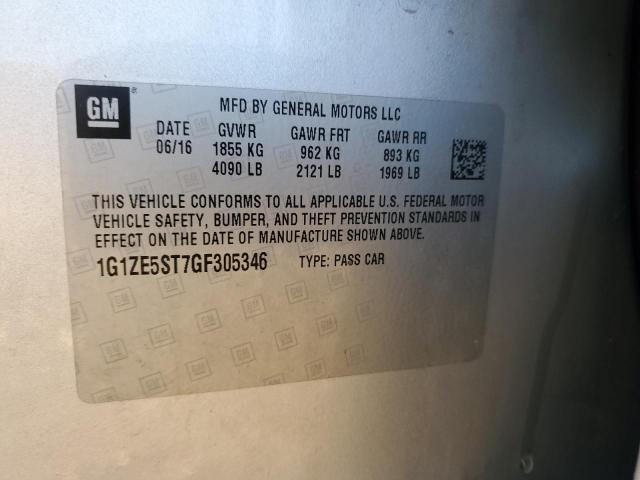 GM
MFD BY GENERAL MOTORS LLC
DATE GVWR GAWR FRT GAWR RR
06/16 1855 KG 962 KG 893 KG
4090 LB 2121 LB 1969 LB
THIS VEHICLE CONFORMS TO ALL APPLICABLE U.S. FEDERAL MOTOR
VEHICLE SAFETY, BUMPER, AND THEFT PREVENTION STANDARDS IN
EFFECT ON THE DATE OF MANUFACTURE SHOWN ABOVE.
1G1ZE5ST7GF305346 TYPE: PASS CAR